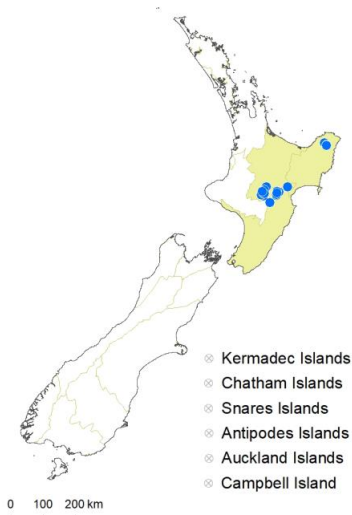 Kermadec Islands
Chatham Islands
Snares Islands
Antipodes Islands
Auckland Islands
Campbell Island
0 100 200 km